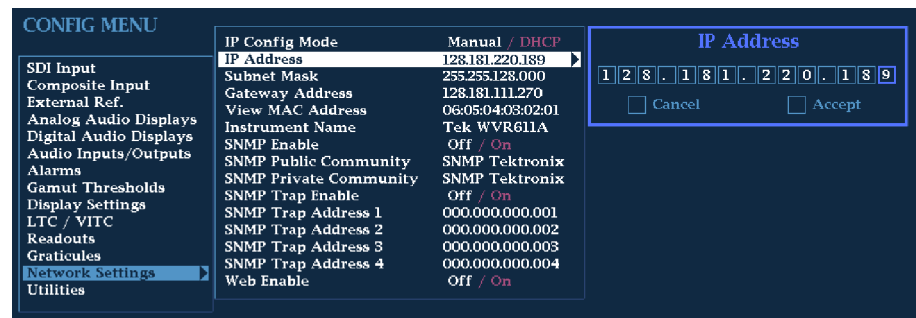 CONFIG MENU
SDI Input
Composite Input
External Ref.
Analog Audio Displays
Digital Audio Displays
Audio Inputs/Outputs
Alarms
Gamut Thresholds
Display Settings
LTC / VITC
Readouts
Graticules
Network Settings
Utilities
IP Config Mode Manual / DHCP
IP Address 128.181.220.189
Subnet Mask 255.255.128.000
Gateway Address 128.181.111.270
View MAC Address 06:05:04:03:02:01
Instrument Name Tek WVR611A
SNMP Enable Off / On
SNMP Public Community SNMP Tektronix
SNMP Private Community SNMP Tektronix
SNMP Trap Enable Off / On
SNMP Trap Address 1 000.000.000.001
SNMP Trap Address 2 000.000.000.002
SNMP Trap Address 3 000.000.000.003
SNMP Trap Address 4 000.000.000.004
Web Enable Off / On
IP Address
128.181.220.189
Cancel Accept